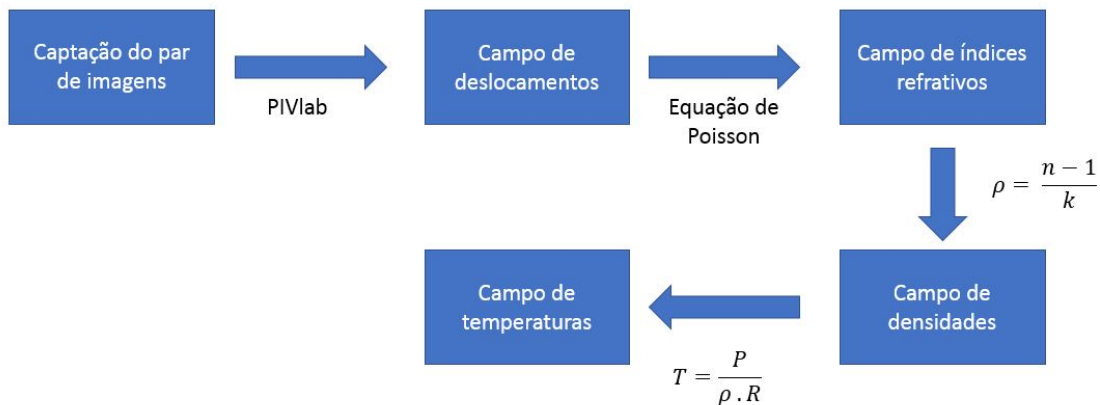 Captação do par
de imagens
PIVlab
Campo de
deslocamentos
Equação de
Poisson
Campo de índices
refrativos
ρ = (n − 1) / k
Campo de
densidades
T = P / (ρ . R)
Campo de
temperaturas